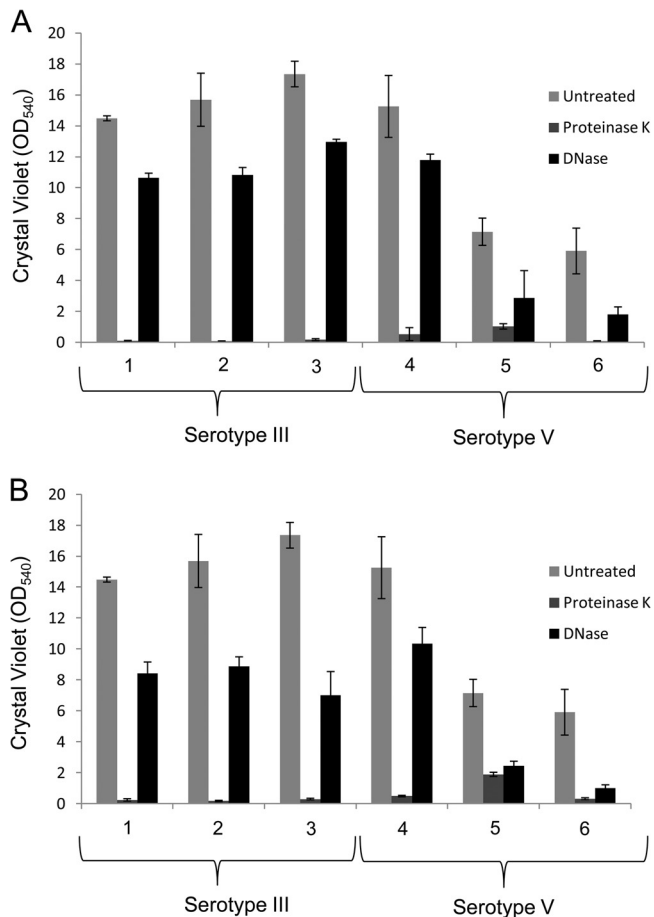 A
Crystal Violet (OD540)
20
18
16
14
12
10
8
6
4
2
0
Untreated
Proteinase K
DNase
1 2 3 4 5 6
Serotype III Serotype V
B
Crystal Violet (OD540)
20
18
16
14
12
10
8
6
4
2
0
Untreated
Proteinase K
DNase
1 2 3 4 5 6
Serotype III Serotype V